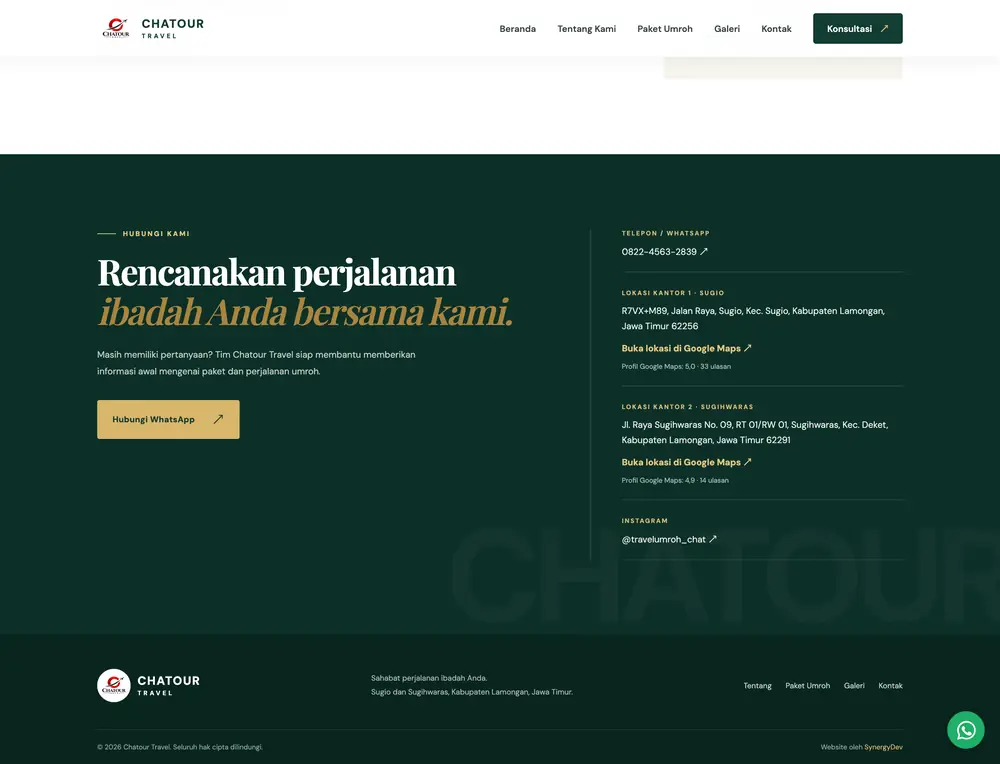 CHATOUR
CHATOUR
TRAVEL
Beranda
Tentang Kami
Paket Umroh
Galeri
Kontak
Konsultasi ↗
HUBUNGI KAMI
Rencanakan perjalanan
ibadah Anda bersama kami.
Masih memiliki pertanyaan? Tim Chatour Travel siap membantu memberikan
informasi awal mengenai paket dan perjalanan umroh.
Hubungi WhatsApp ↗
TELEPON / WHATSAPP
0822-4563-2839 ↗
LOKASI KANTOR 1 · SUGIO
R7VX+M89, Jalan Raya, Sugio, Kec. Sugio, Kabupaten Lamongan,
Jawa Timur 62256
Buka lokasi di Google Maps ↗
Profil Google Maps: 5,0 · 33 ulasan
LOKASI KANTOR 2 · SUGIHWARAS
Jl. Raya Sugihwaras No. 09, RT 01/RW 01, Sugihwaras, Kec. Deket,
Kabupaten Lamongan, Jawa Timur 62291
Buka lokasi di Google Maps ↗
Profil Google Maps: 4,9 · 14 ulasan
INSTAGRAM
@travelumroh_chat ↗
CHATOUR
CHATOUR
CHATOUR
TRAVEL
Sahabat perjalanan ibadah Anda.
Sugio dan Sugihwaras, Kabupaten Lamongan, Jawa Timur.
Tentang
Paket Umroh
Galeri
Kontak
© 2026 Chatour Travel. Seluruh hak cipta dilindungi.
Website oleh SynergyDev